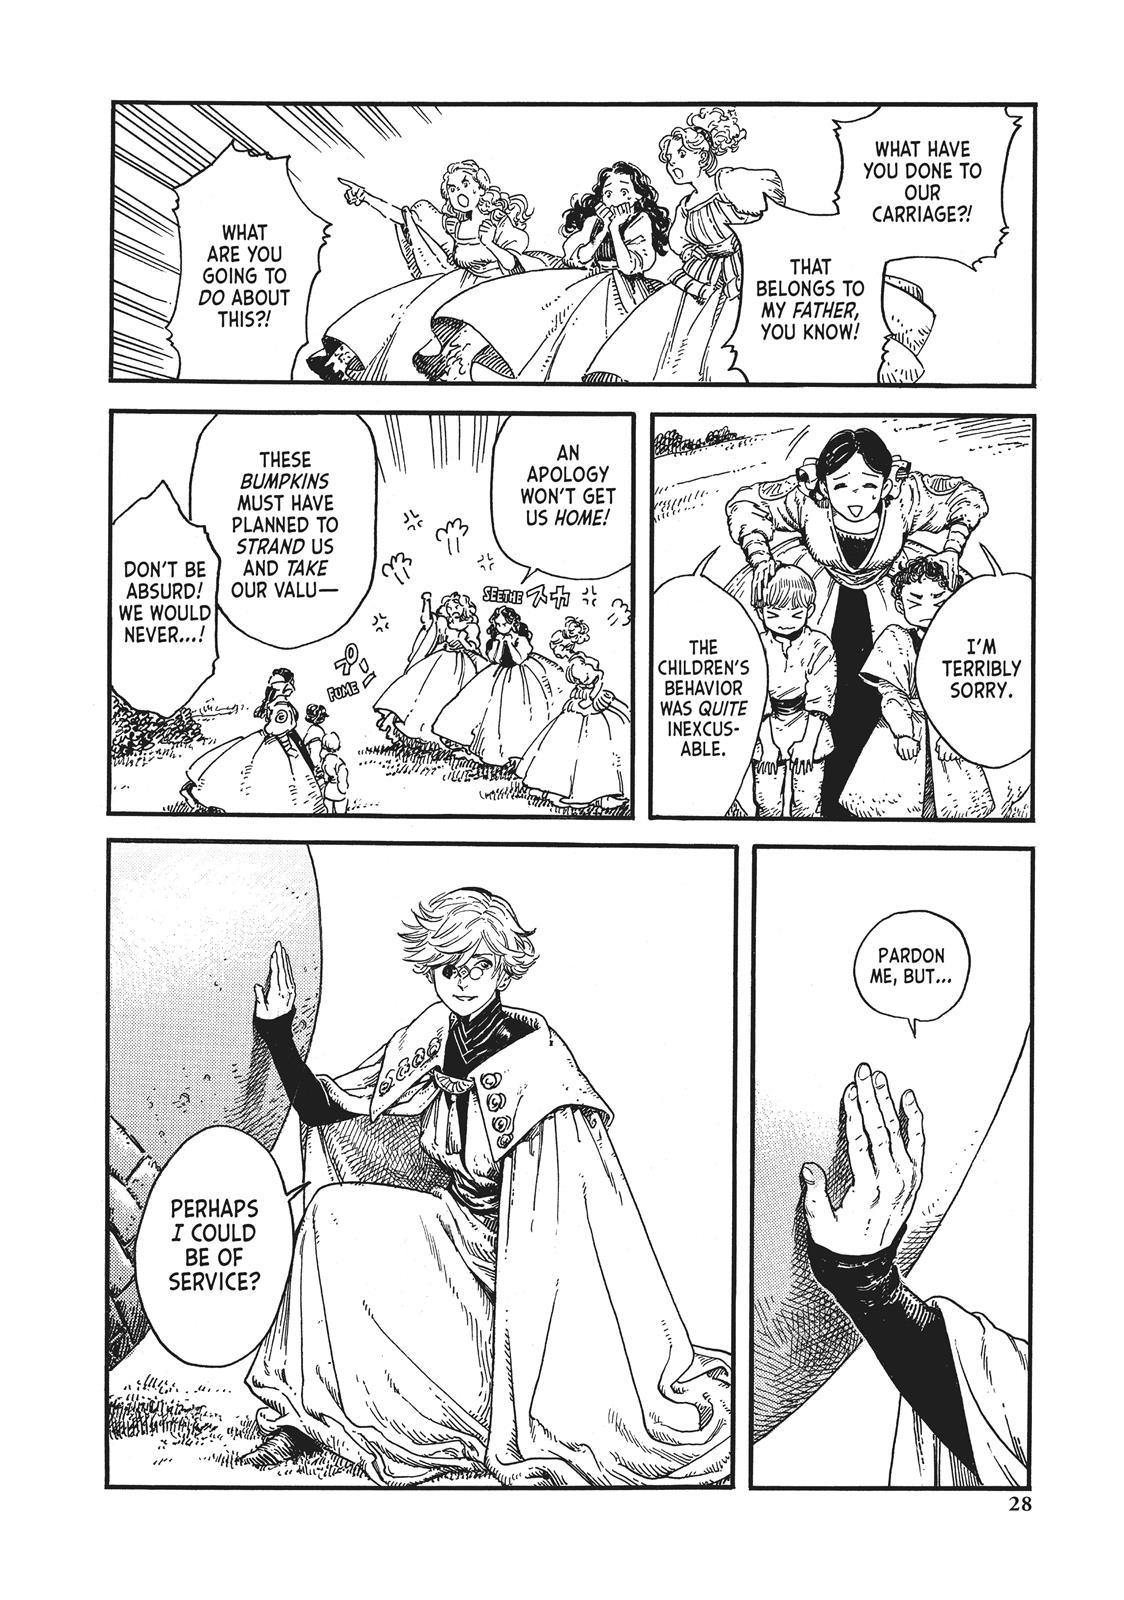 WHAT HAVE
YOU DONE TO
OUR
CARRIAGE?!
THAT
BELONGS TO
MY FATHER,
YOU KNOW!
WHAT
ARE YOU
GOING TO
DO ABOUT
THIS?!
I'M
TERRIBLY
SORRY.
THE
CHILDREN'S
BEHAVIOR
WAS QUITE
INEXCUS-
ABLE.
AN
APOLOGY
WON'T GET
US HOME!
SEETHE
THESE
BUMPKINS
MUST HAVE
PLANNED TO
STRAND US
AND TAKE
OUR VALU—
FUME
DON'T BE
ABSURD!
WE WOULD
NEVER...!
PARDON
ME, BUT...
PERHAPS
I COULD
BE OF
SERVICE?
28